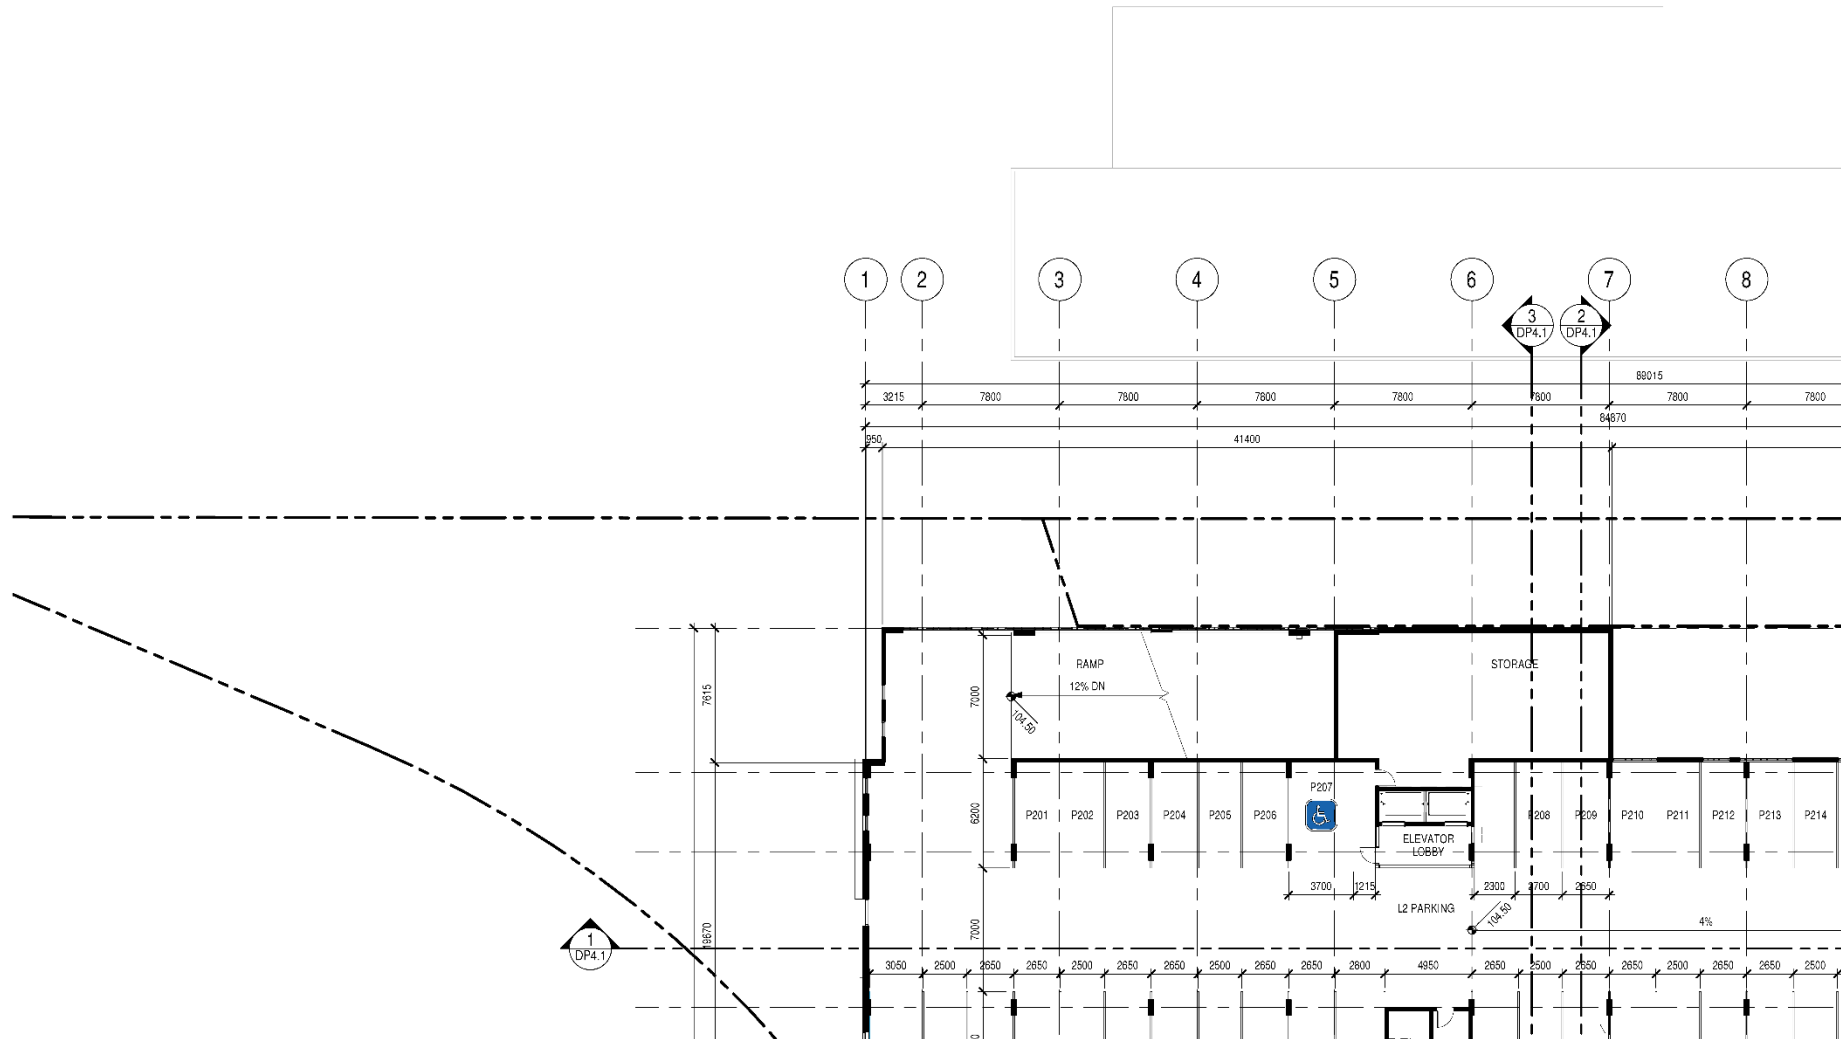 1 2 3 4 5 6 7 8
3 2
DP4.1 DP4.1
3215 7800 7800 7800 7800 7800 7800 7800
84870
950 41400
RAMP STORAGE
12% DN
7615 7000
104.50
P207
P201 P202 P203 P204 P205 P206 P208 P209 P210 P211 P212 P213 P214
6200
ELEVATOR
LOBBY
3700 1215 2300 2700 2650
L2 PARKING
104.50
4%
7000
19670
1
DP4.1
3050 2500 2650 2650 2500 2650 2650 2500 2650 2650 2800 4950 2650 2500 2650 2650 2500 2650 2650 2500